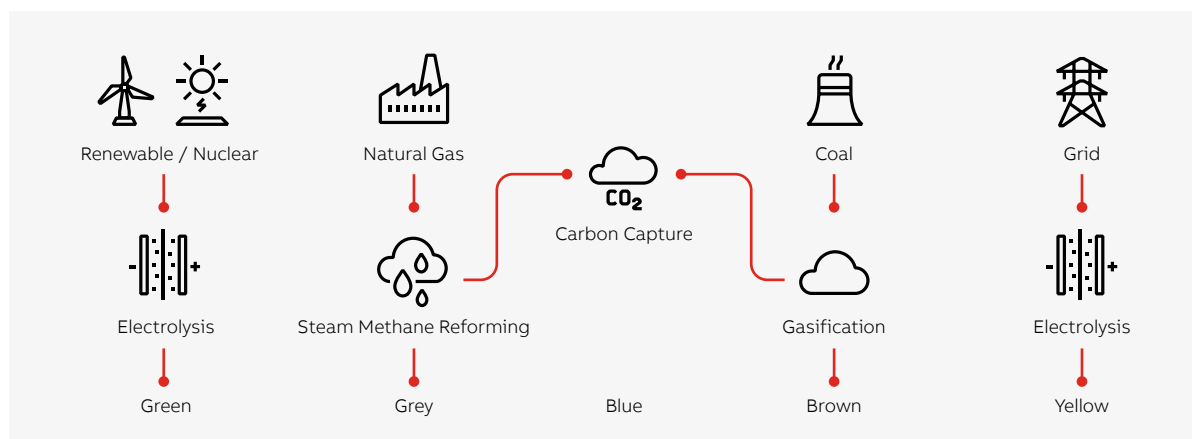 Renewable / Nuclear
Natural Gas
Coal
Grid
CO2
Carbon Capture
Electrolysis
Steam Methane Reforming
Gasification
Electrolysis
Green
Grey
Blue
Brown
Yellow